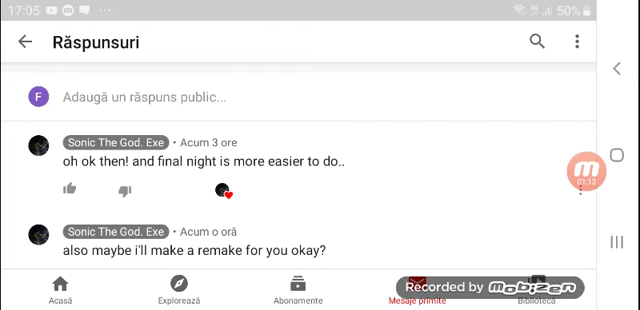 17:05
50%
Răspunsuri
F
Adaugă un răspuns public...
Sonic The God. Exe • Acum 3 ore
oh ok then! and final night is more easier to do..
01:13
Sonic The God. Exe • Acum o oră
also maybe i'll make a remake for you okay?
Recorded by mobizen
Acasă
Explorează
Abonamente
Mesaje primite
Bibliotecă